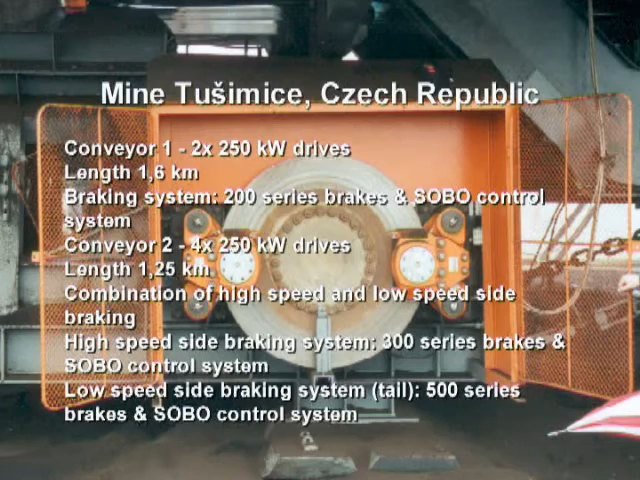 Mine Tušimice, Czech Republic
Conveyor 1 - 2x 250 kW drives
Length 1,6 km
Braking system: 200 series brakes & SOBO control
system
Conveyor 2 - 4x 250 kW drives
Length 1,25 km
Combination of high speed and low speed side
braking
High speed side braking system: 300 series brakes &
SOBO control system
Low speed side braking system (tail): 500 series
brakes & SOBO control system